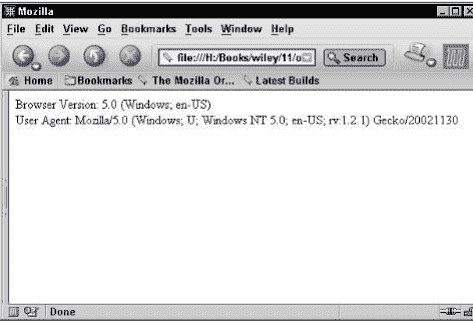 Mozilla
File Edit View Go Bookmarks Tools Window Help
file:///H:/Books/wiley/11/o Search
Home Bookmarks The Mozilla Or... Latest Builds
Browser Version: 5.0 (Windows; en-US)
User Agent: Mozilla/5.0 (Windows; U; Windows NT 5.0; en-US; rv:1.2.1) Gecko/20021130
Done